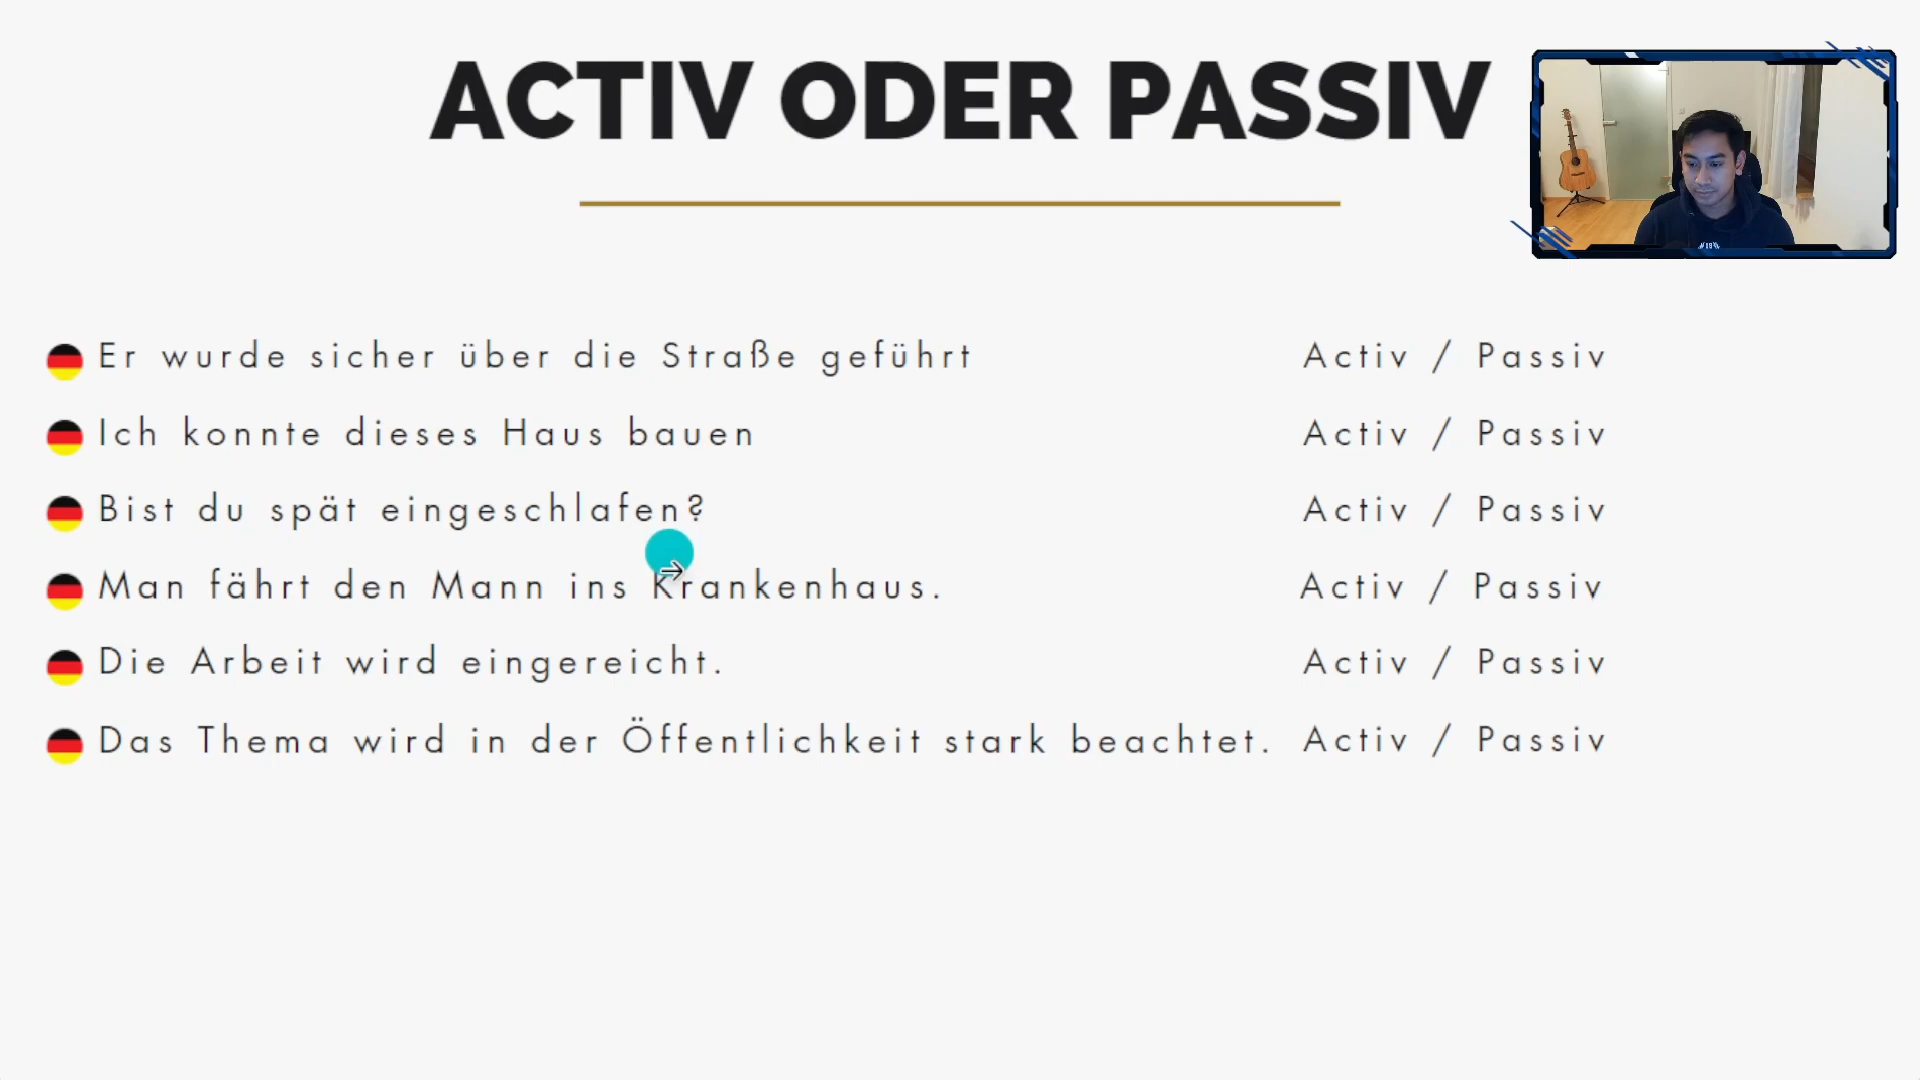 ACTIV ODER PASSIV
Er wurde sicher über die Straße geführt Activ / Passiv
Ich konnte dieses Haus bauen Activ / Passiv
Bist du spät eingeschlafen? Activ / Passiv
Man fährt den Mann ins Krankenhaus. Activ / Passiv
Die Arbeit wird eingereicht. Activ / Passiv
Das Thema wird in der Öffentlichkeit stark beachtet. Activ / Passiv